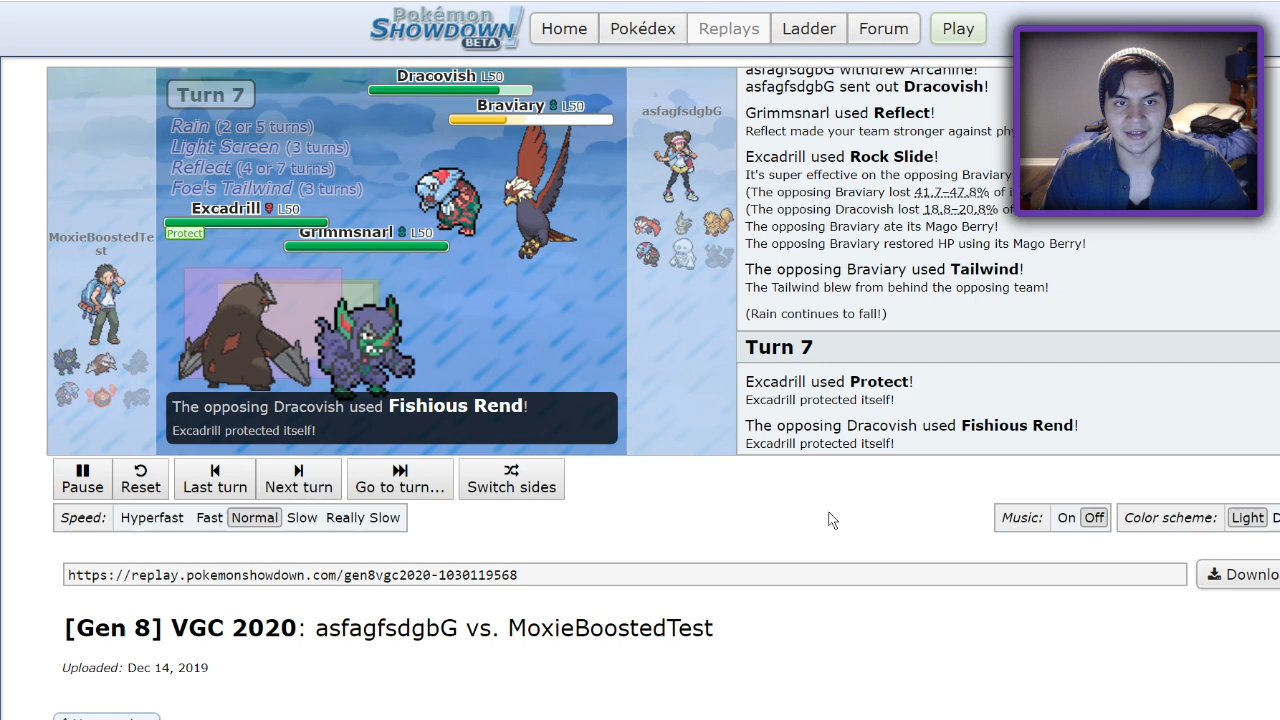 Pokémon
SHOWDOWN!
BETA
Home
Pokédex
Replays
Ladder
Forum
Play
Turn 7
Rain (2 or 5 turns)
Light Screen (3 turns)
Reflect (4 or 7 turns)
Foe's Tailwind (3 turns)
Dracovish L50
Braviary L50
Excadrill L50
Protect
Grimmsnarl L50
MoxieBoostedTe
st
asfagfsdgbG
The opposing Dracovish used Fishious Rend!
Excadrill protected itself!
asfagfsdgbG withdrew Arcanine!
asfagfsdgbG sent out Dracovish!
Grimmsnarl used Reflect!
Reflect made your team stronger against
Excadrill used Rock Slide!
It's super effective on the opposing Braviary
(The opposing Braviary lost 41.7–47.8% of
(The opposing Dracovish lost 18.8–20.8% of
The opposing Braviary ate its Mago Berry!
The opposing Braviary restored HP using its Mago Berry!
The opposing Braviary used Tailwind!
The Tailwind blew from behind the opposing team!
(Rain continues to fall!)
Turn 7
Excadrill used Protect!
Excadrill protected itself!
The opposing Dracovish used Fishious Rend!
Excadrill protected itself!
Pause
Reset
Last turn
Next turn
Go to turn...
Switch sides
Speed: Hyperfast Fast Normal Slow Really Slow
Music: On Off
Color scheme: Light D
https://replay.pokemonshowdown.com/gen8vgc2020-1030119568
Downlo
[Gen 8] VGC 2020: asfagfsdgbG vs. MoxieBoostedTest
Uploaded: Dec 14, 2019